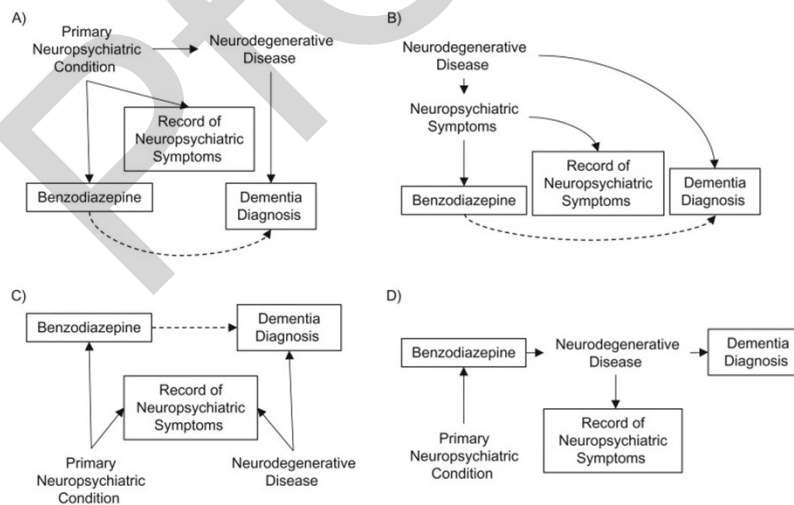 A)
Primary
Neuropsychiatric
Condition
Neurodegenerative
Disease
Record of
Neuropsychiatric
Symptoms
Benzodiazepine
Dementia
Diagnosis
B)
Neurodegenerative
Disease
Neuropsychiatric
Symptoms
Record of
Neuropsychiatric
Symptoms
Benzodiazepine
Dementia
Diagnosis
C)
Benzodiazepine
Dementia
Diagnosis
Record of
Neuropsychiatric
Symptoms
Primary
Neuropsychiatric
Condition
Neurodegenerative
Disease
D)
Benzodiazepine
Neurodegenerative
Disease
Dementia
Diagnosis
Primary
Neuropsychiatric
Condition
Record of
Neuropsychiatric
Symptoms